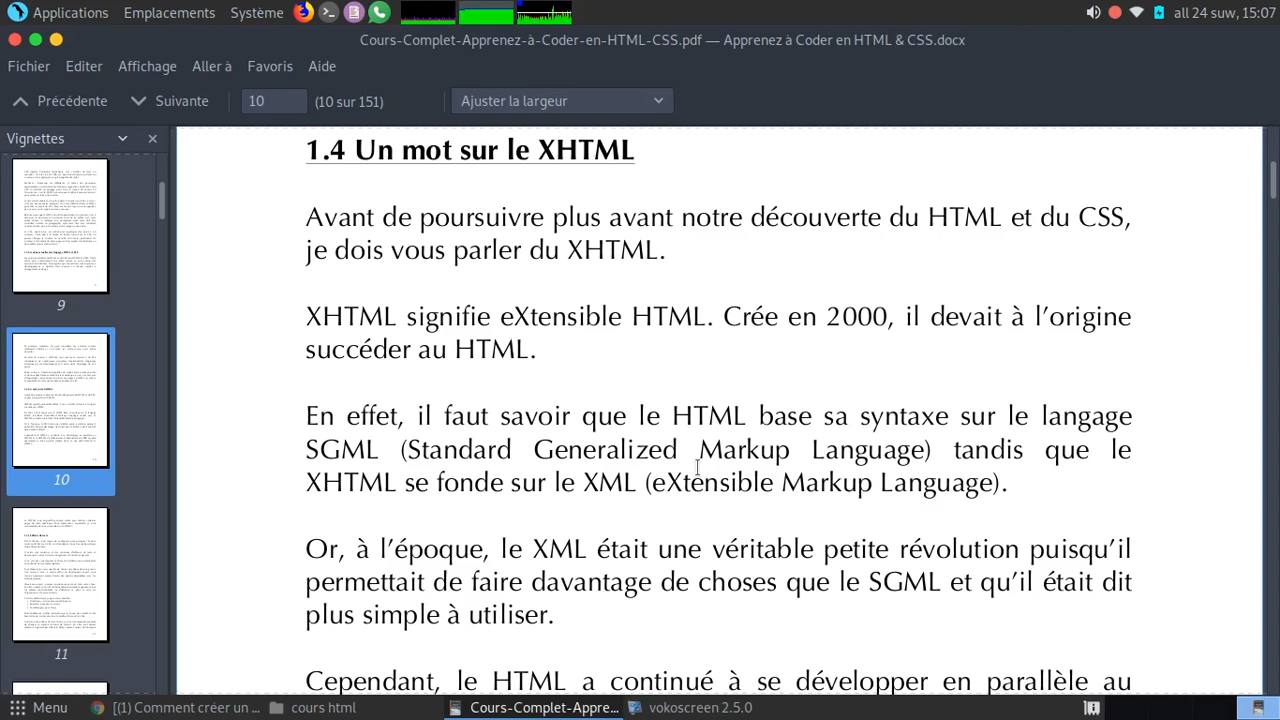 Applications Emplacements Système all 24 suw, 15:07
Cours-Complet-Apprenez-à-Coder-en-HTML-CSS.pdf — Apprenez à Coder en HTML & CSS.docx
Fichier Editer Affichage Aller à Favoris Aide
Précédente Suivante 10 (10 sur 151) Ajuster la largeur
Vignettes
9
10
11
1.4 Un mot sur le XHTML
Avant de poursuivre plus avant notre découverte du HTML et du CSS,
je dois vous parler du XHTML.
XHTML signifie eXtensible HTML. Crée en 2000, il devait à l’origine
succéder au HTML.
En effet, il faut savoir que le HTML base sa syntaxe sur le langage
SGML (Standard Generalized Markup Language) tandis que le
XHTML se fonde sur le XML (eXtensible Markup Language).
Or, à l’époque, le XML était une véritable petite révolution puisqu’il
permettait de faire davantage de choses que le SGML et qu’il était dit
plus simple à utiliser.
Cependant, le HTML a continué à se développer en parallèle au
Menu [(1) Comment créer un ... cours html Cours-Complet-Appre... vokoscreen 2.5.0